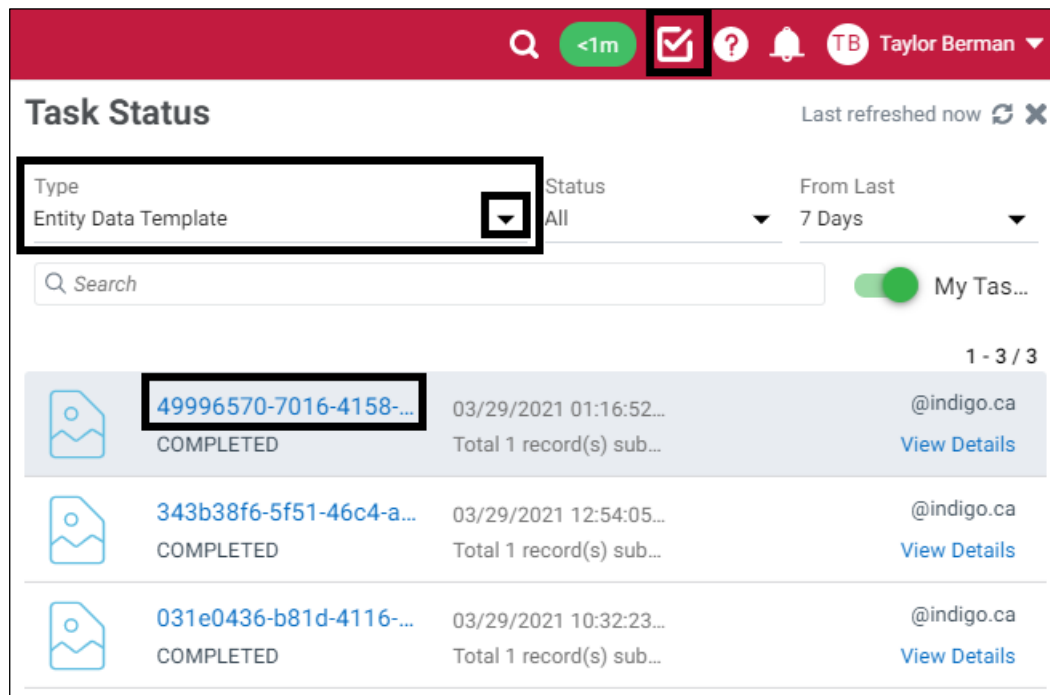 <1m ? TB Taylor Berman
Task Status Last refreshed now
Type Status From Last
Entity Data Template All 7 Days
Search My Tas...
1 - 3 / 3
49996570-7016-4158-... 03/29/2021 01:16:52... @indigo.ca
COMPLETED Total 1 record(s) sub... View Details
343b38f6-5f51-46c4-a... 03/29/2021 12:54:05... @indigo.ca
COMPLETED Total 1 record(s) sub... View Details
031e0436-b81d-4116-... 03/29/2021 10:32:23... @indigo.ca
COMPLETED Total 1 record(s) sub... View Details